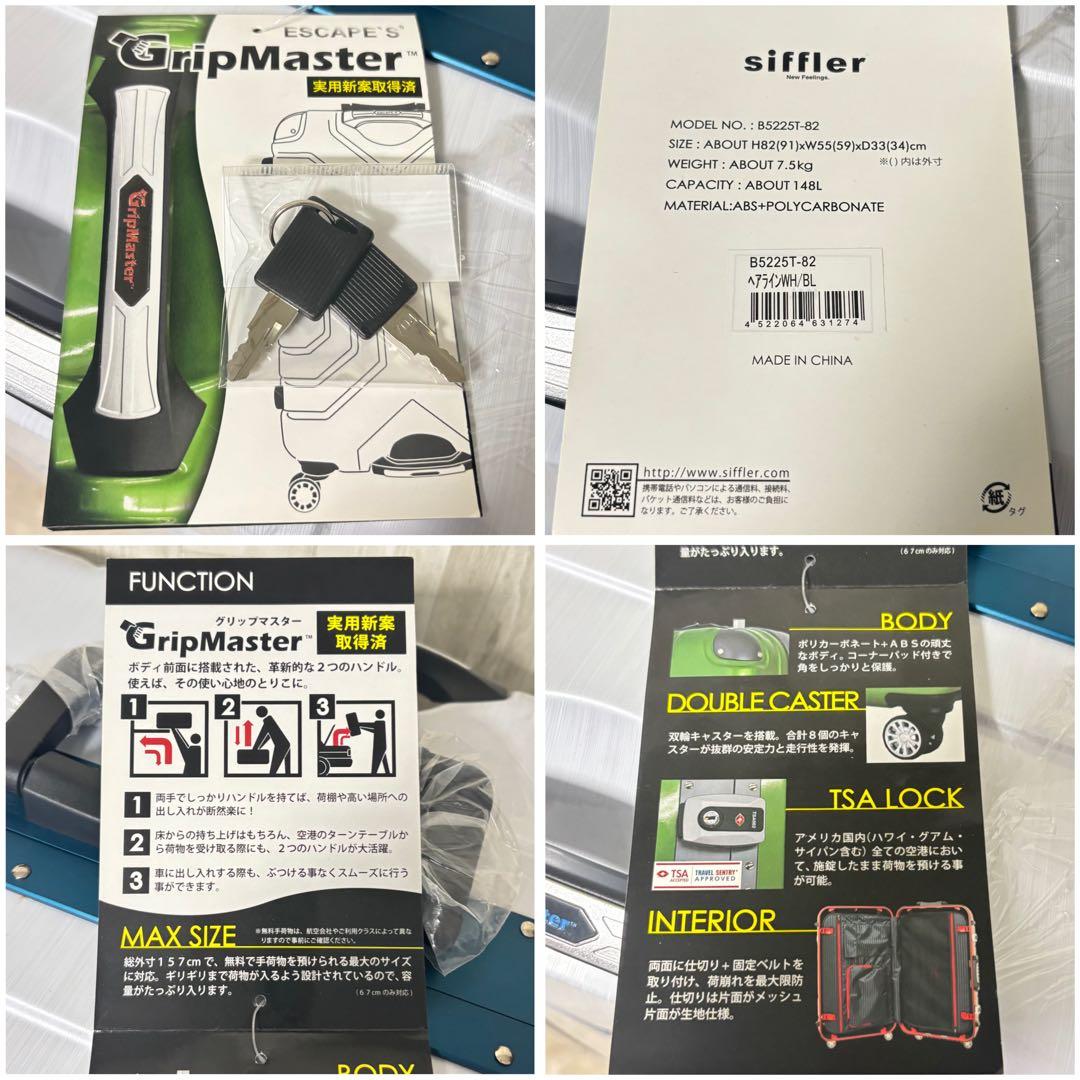 ESCAPE`S
GripMaster™
実用新案取得済
GripMaster™
siffler
New Feelings.
MODEL NO. : B5225T-82
SIZE : ABOUT H82(91)xW55(59)xD33(34)cm
WEIGHT : ABOUT 7.5kg ※( )内は外寸
CAPACITY : ABOUT 148L
MATERIAL:ABS+POLYCARBONATE
B5225T-82
ヘアラインWH/BL
4 522064 631274
MADE IN CHINA
http://www.siffler.com
携帯電話やパソコンによる通信料、接続料、
パケット通信料などは、お客様のご負担に
なります。ご了承ください。
紙
タグ
FUNCTION
グリップマスター
GripMaster™
実用新案
取得済
ボディ前面に搭載された、革新的な2つのハンドル。
使えば、その使い心地のとりこに。
1 2 3
1 両手でしっかりハンドルを持てば、荷棚や高い場所への
出し入れが断然楽に!
2 床からの持ち上げはもちろん、空港のターンテーブルか
ら荷物を受け取る際にも、2つのハンドルが大活躍。
3 車に出し入れする際も、ぶつける事なくスムーズに行う
事ができます。
MAX SIZE
※無料手荷物は、航空会社やご利用クラスによって異な
りますので事前にご確認ください。
総外寸157cmで、無料で手荷物を預けられる最大のサイズ
に対応。ギリギリまで荷物が入るよう設計されているので、容
量がたっぷり入ります。
(67cmのみ対応)
BODY
量がたっぷり入ります。
(67cmのみ対応)
BODY
ポリカーボネート+ABSの頑丈
なボディ。コーナーパッド付きで
角をしっかりと保護。
DOUBLE CASTER
双輪キャスターを搭載。合計8個のキャ
スターが抜群の安定力と走行性を発揮。
TSA LOCK
アメリカ国内(ハワイ・グアム・
サイパン含む)全ての空港におい
て、施錠したまま荷物を預ける事
が可能。
TSA
ACCEPTED
TRAVEL SENTRY
APPROVED
INTERIOR
両面に仕切り+固定ベルトを
取り付け、荷崩れを最大限防
止。仕切りは片面がメッシュ
片面が生地仕様。